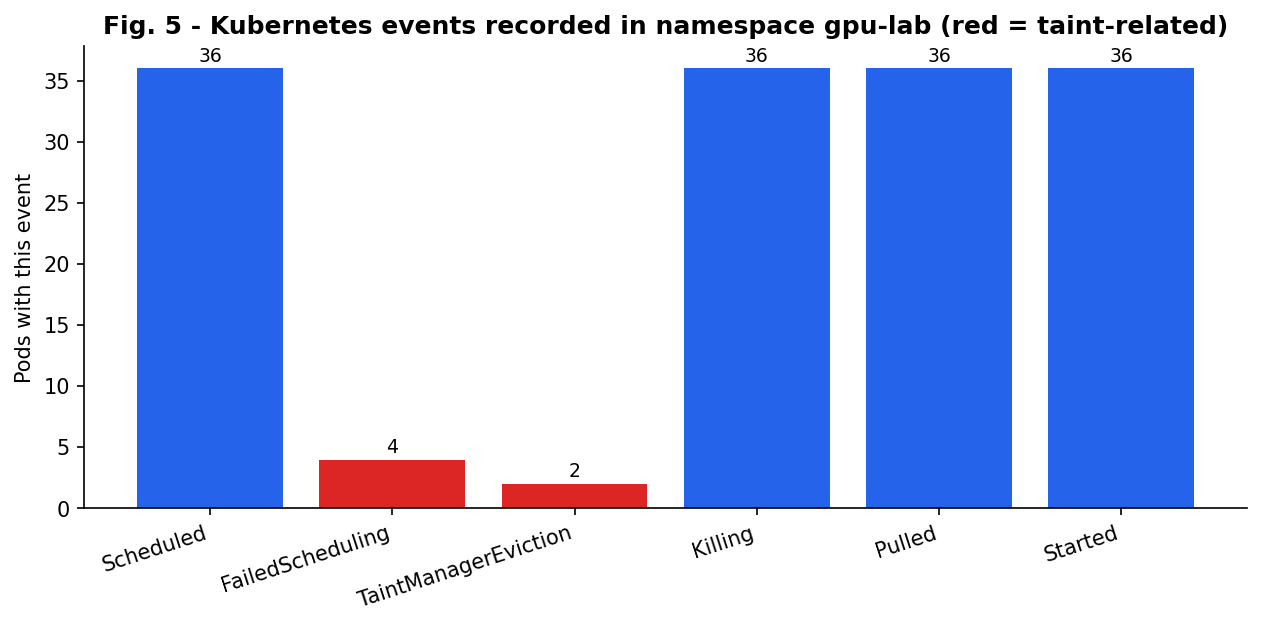 Fig. 5 - Kubernetes events recorded in namespace gpu-lab (red = taint-related)
36
4
2
36
36
36
Pods with this event
35
30
25
20
15
10
5
0
Scheduled
FailedScheduling
TaintManagerEviction
Killing
Pulled
Started